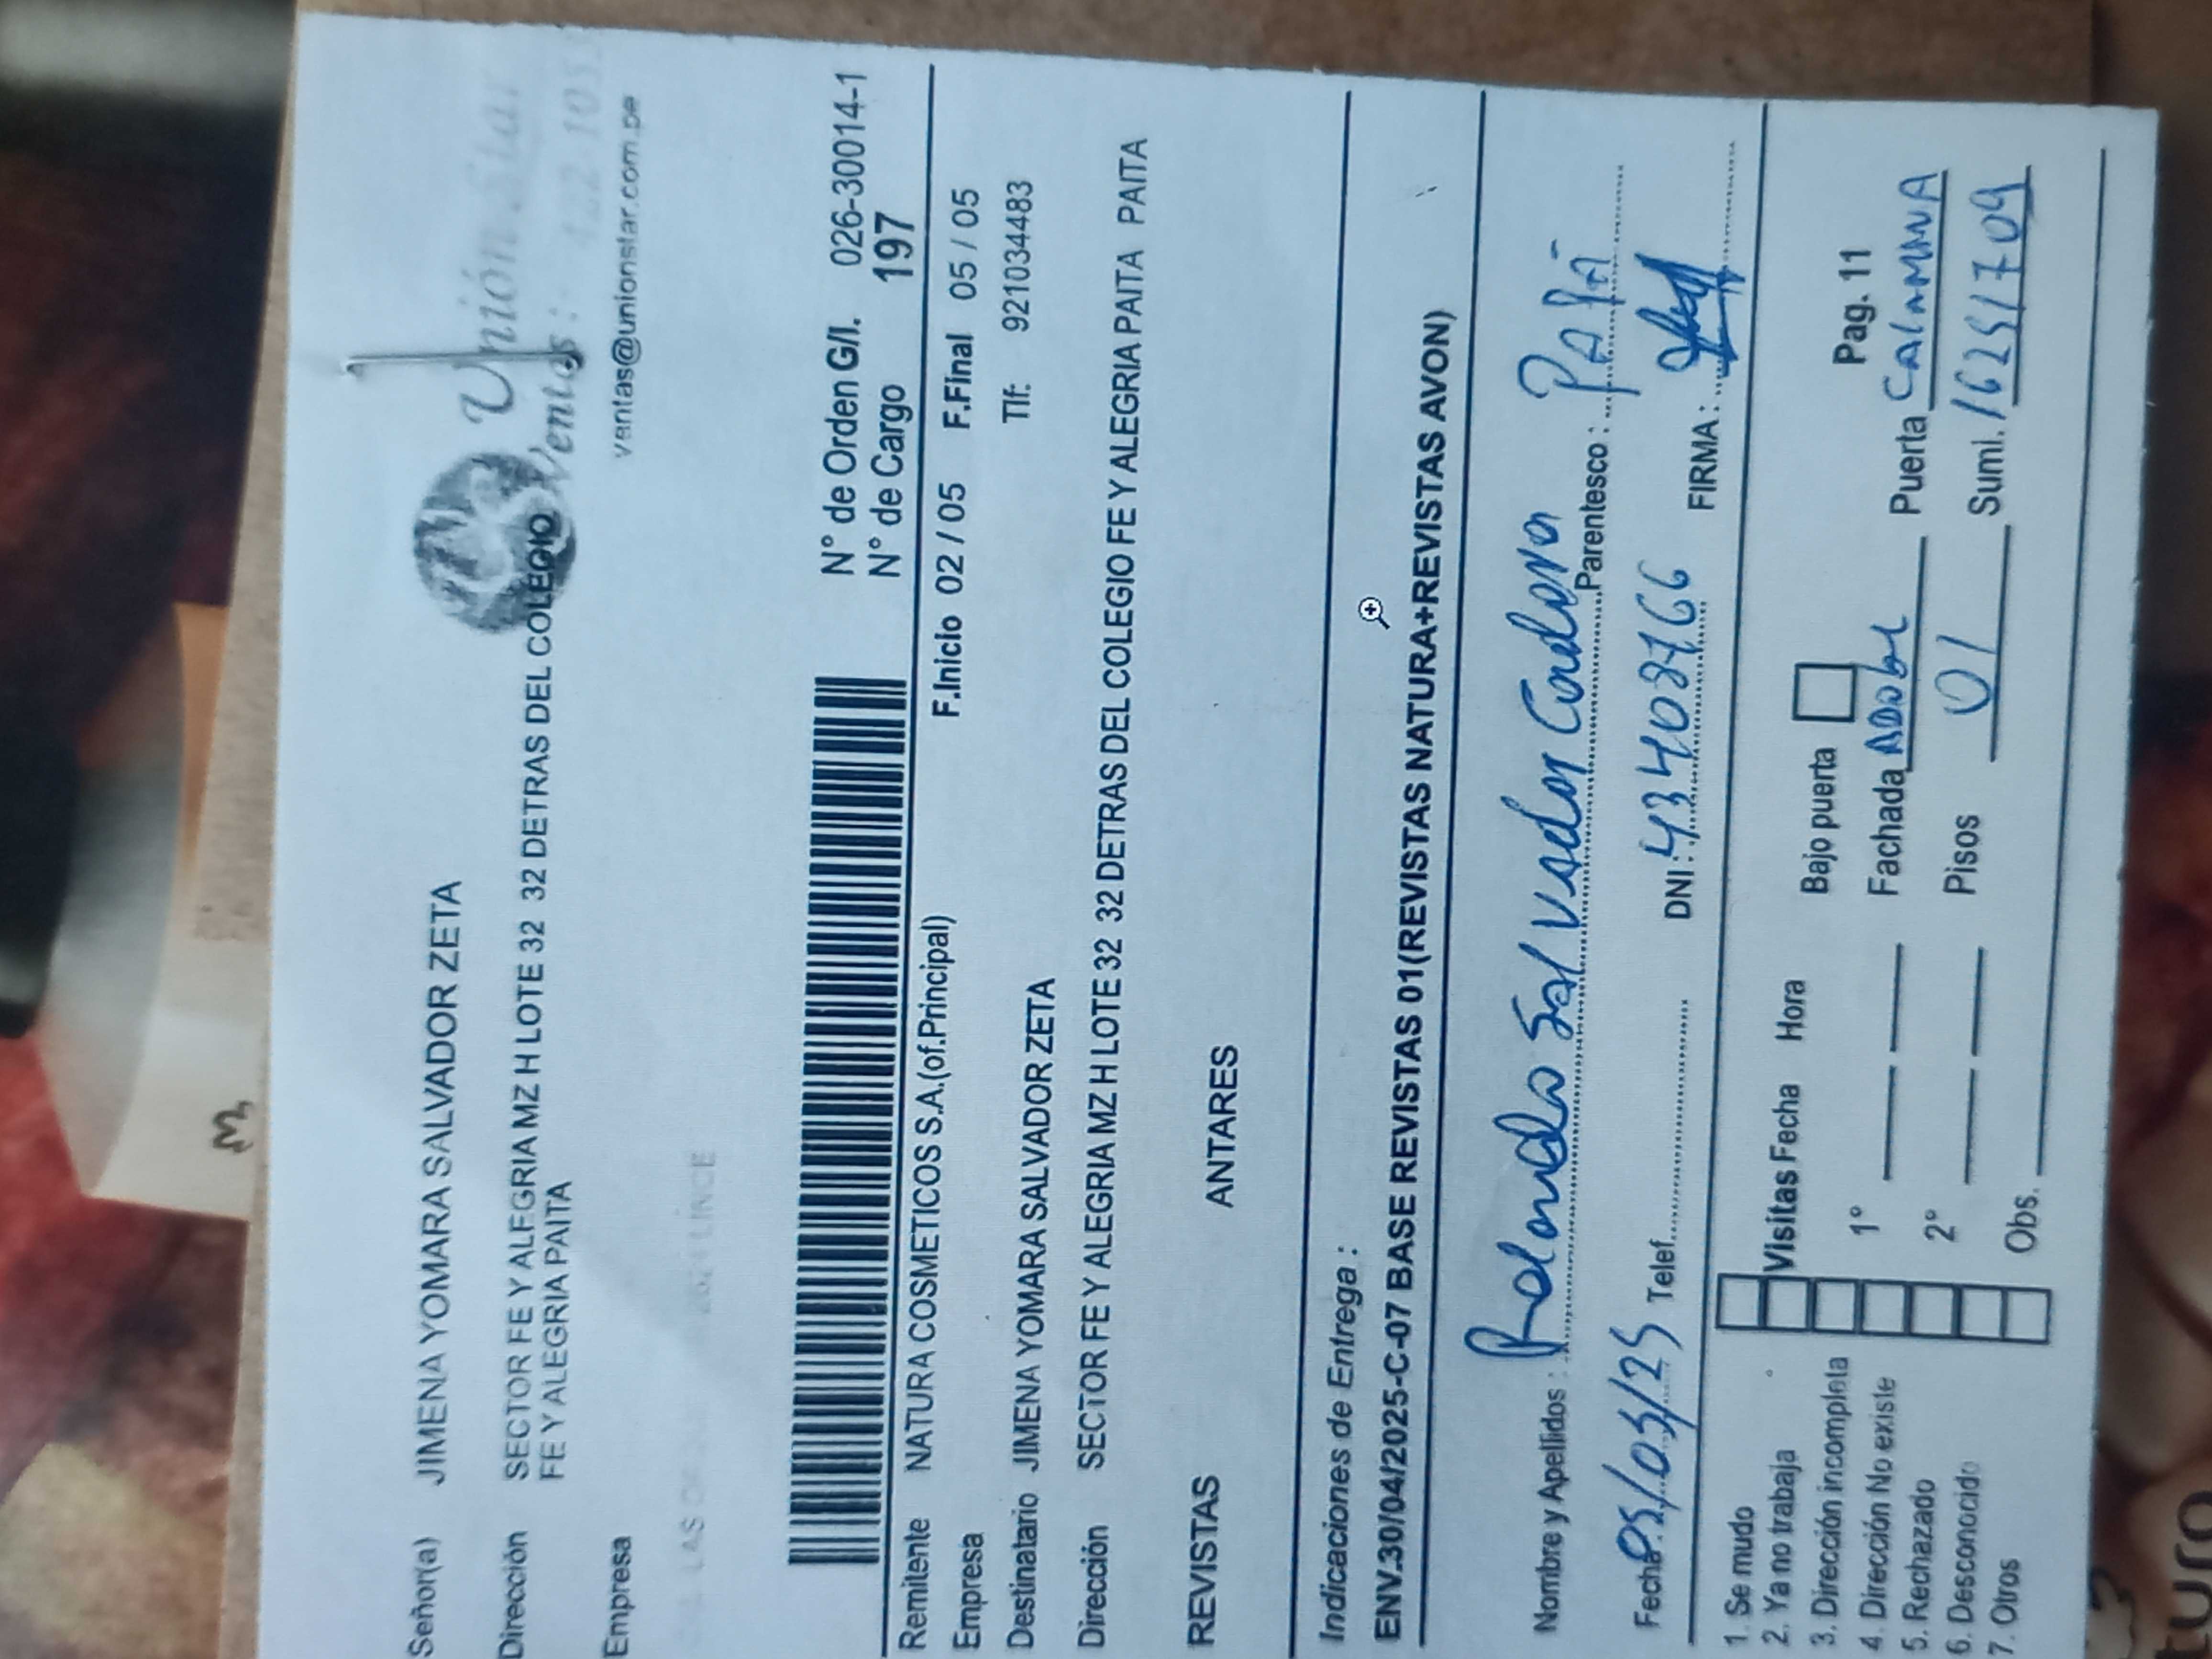 Unión Star
Ventas:
ventas@unionstar.com.pe
Señor(a) JIMENA YOMARA SALVADOR ZETA
Dirección SECTOR FE Y ALEGRIA MZ H LOTE 32 32 DETRAS DEL COLEGIO
FE Y ALEGRIA PAITA
Empresa
N° de Orden G/I. 026-30014-1
N° de Cargo 197
Remitente NATURA COSMETICOS S.A.(of.Principal) F.Inicio 02 / 05 F.Final 05 / 05
Empresa
Destinatario JIMENA YOMARA SALVADOR ZETA Tlf: 921034483
Dirección SECTOR FE Y ALEGRIA MZ H LOTE 32 32 DETRAS DEL COLEGIO FE Y ALEGRIA PAITA PAITA
REVISTAS ANTARES
Indicaciones de Entrega :
ENV.30/04/2025-C-07 BASE REVISTAS 01(REVISTAS NATURA+REVISTAS AVON)
Nombre y Apellidos : Rolando Salvador Cordova Parentesco : PAPÁ
Fecha 05/05/25 Telef. DNI : 43408766 FIRMA :
1. Se mudo
2. Ya no trabaja Visitas Fecha Hora Bajo puerta Pag. 11
3. Dirección incompleta
4. Dirección No existe 1° Fachada ADOBE Puerta CALAMINA
5. Rechazado
6. Desconocido 2° Pisos 01 Sumi. 16251709
7. Otros Obs.
turo